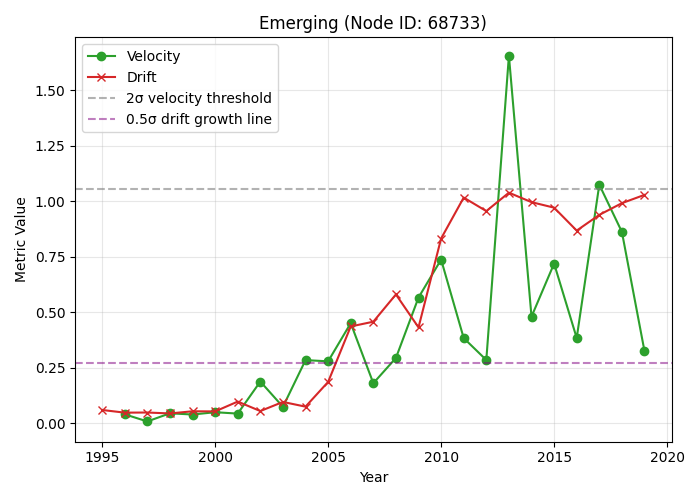 Emerging (Node ID: 68733)
Velocity
Drift
2σ velocity threshold
0.5σ drift growth line
Metric Value
1.50
1.25
1.00
0.75
0.50
0.25
0.00
1995 2000 2005 2010 2015 2020
Year